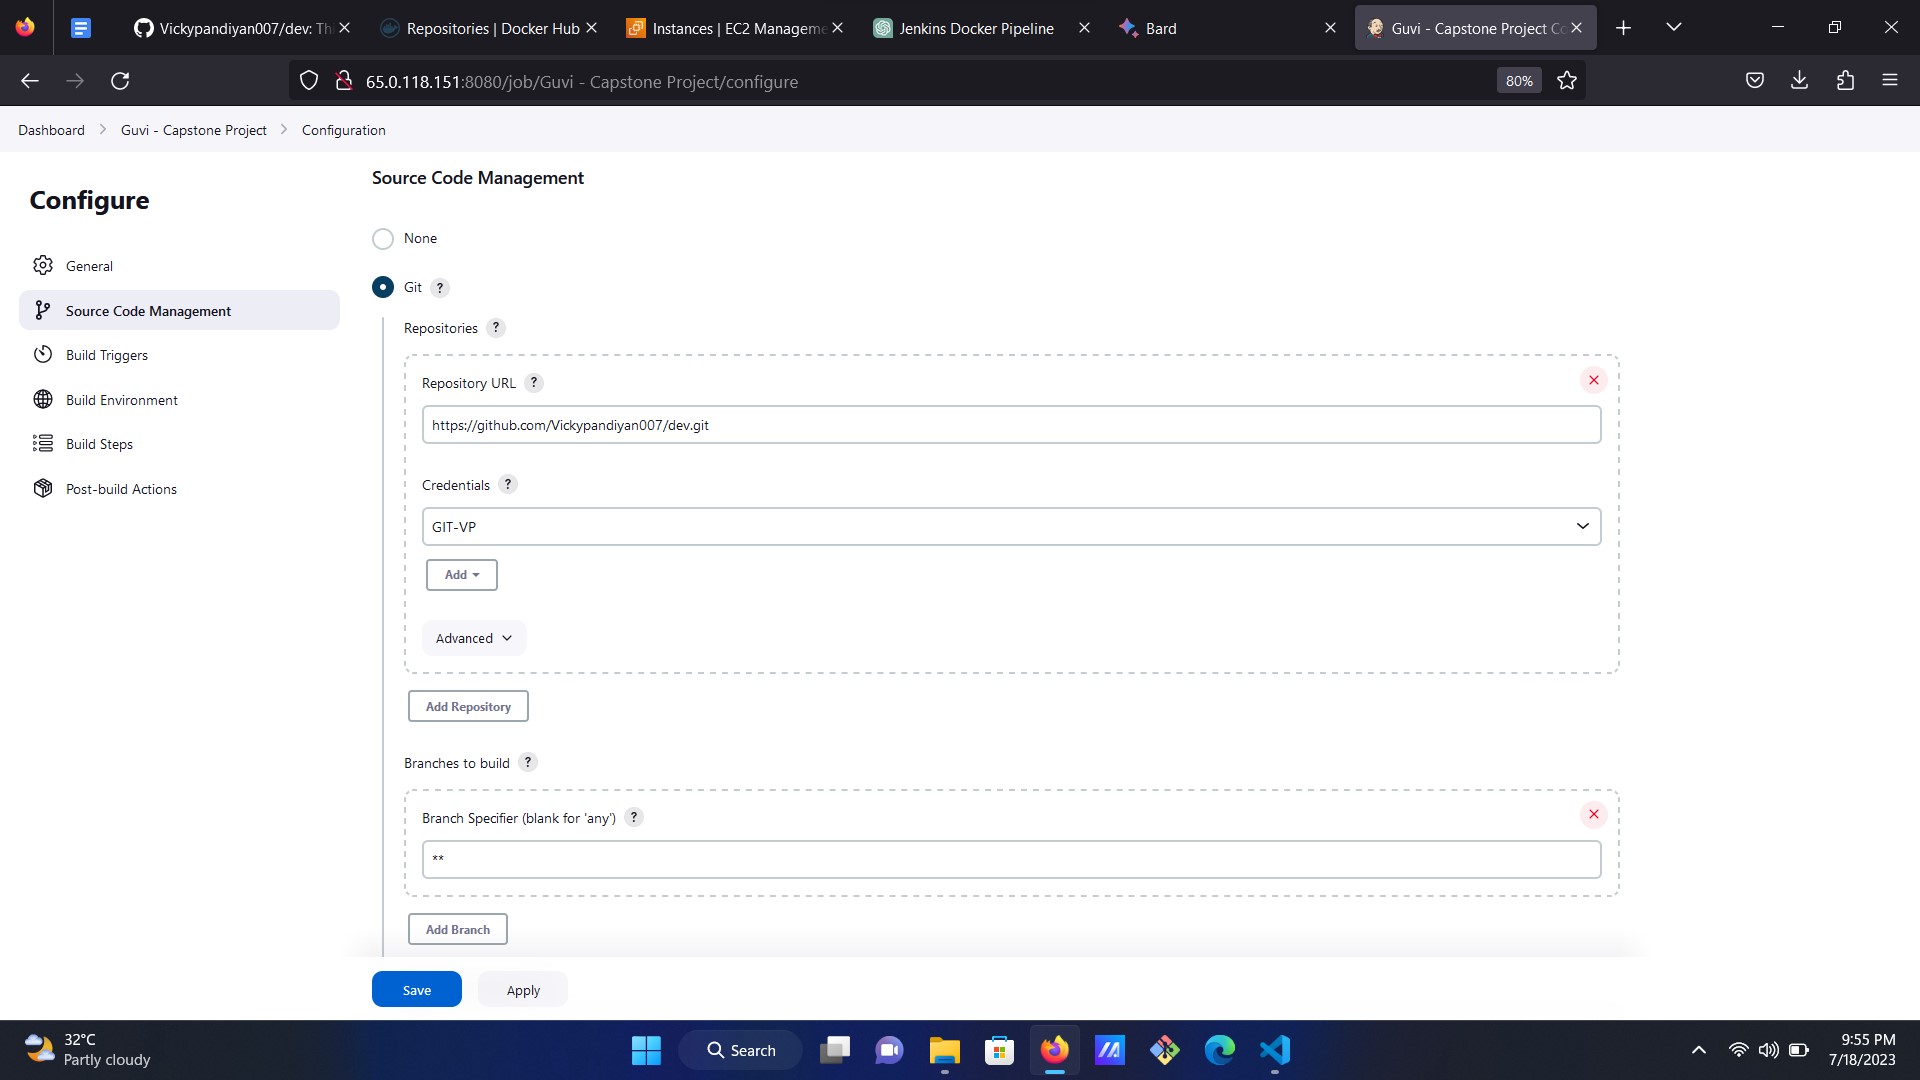 Vickypandiyan007/dev: Thi
Repositories | Docker Hub
Instances | EC2 Manageme
Jenkins Docker Pipeline
Bard
Guvi - Capstone Project Co
65.0.118.151:8080/job/Guvi - Capstone Project/configure
80%
Dashboard
Guvi - Capstone Project
Configuration
Configure
General
Source Code Management
Build Triggers
Build Environment
Build Steps
Post-build Actions
Source Code Management
None
Git ?
Repositories ?
Repository URL ?
https://github.com/Vickypandiyan007/dev.git
Credentials ?
GIT-VP
Add
Advanced
Add Repository
Branches to build ?
Branch Specifier (blank for 'any') ?
**
Add Branch
Save
Apply
32°C
Partly cloudy
Search
9:55 PM
7/18/2023